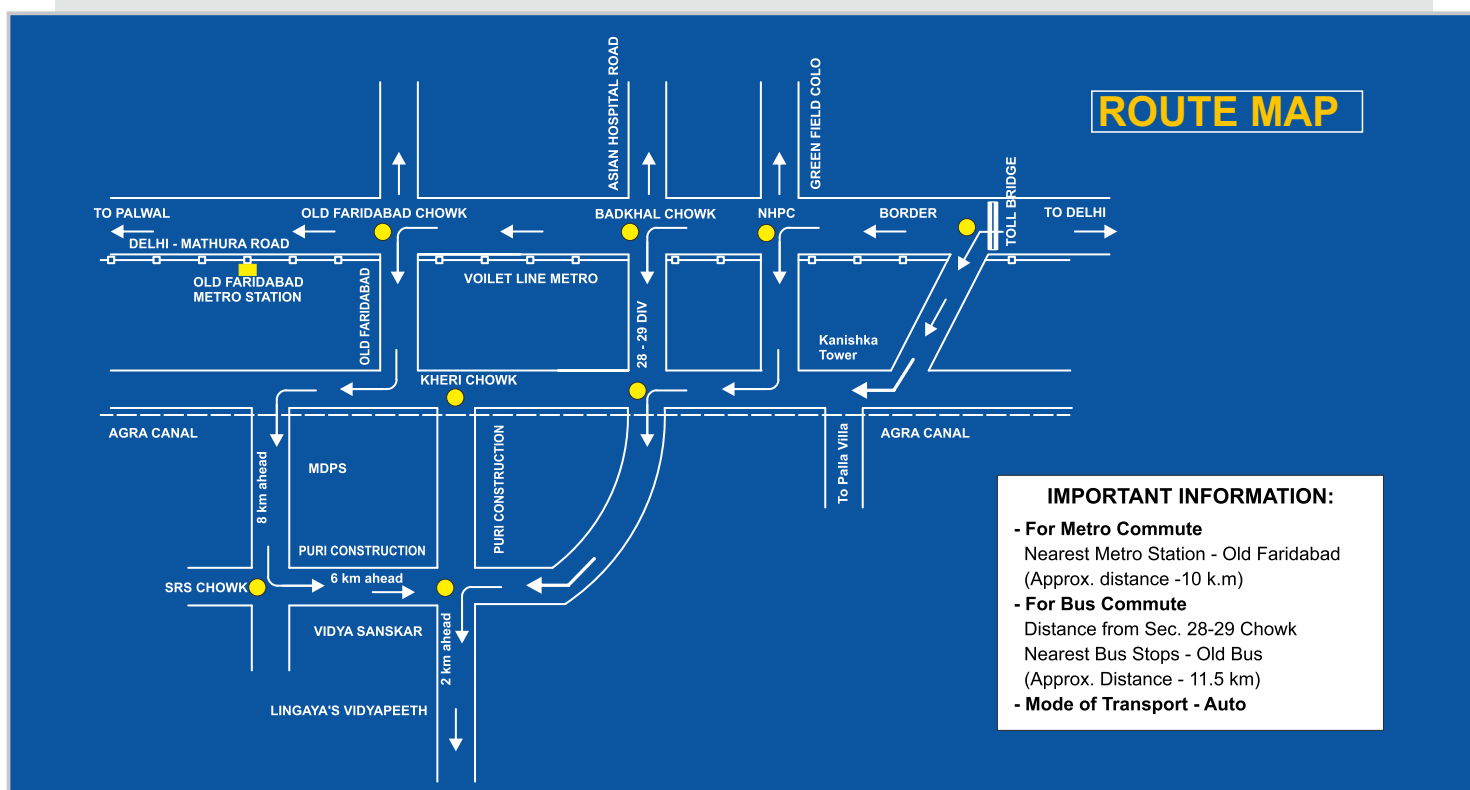 ROUTE MAP
ASIAN HOSPITAL ROAD
GREEN FIELD COLO
TOLL BRIDGE
TO PALWAL
OLD FARIDABAD CHOWK
BADKHAL CHOWK
NHPC
BORDER
TO DELHI
DELHI - MATHURA ROAD
OLD FARIDABAD
METRO STATION
VOILET LINE METRO
OLD FARIDABAD
28 - 29 DIV
Kanishka
Tower
KHERI CHOWK
AGRA CANAL
AGRA CANAL
8 km ahead
MDPS
PURI CONSTRUCTION
To Palla Villa
PURI CONSTRUCTION
SRS CHOWK
6 km ahead
VIDYA SANSKAR
2 km ahead
LINGAYA'S VIDYAPEETH
IMPORTANT INFORMATION:
- For Metro Commute
Nearest Metro Station - Old Faridabad
(Approx. distance -10 k.m)
- For Bus Commute
Distance from Sec. 28-29 Chowk
Nearest Bus Stops - Old Bus
(Approx. Distance - 11.5 km)
- Mode of Transport - Auto